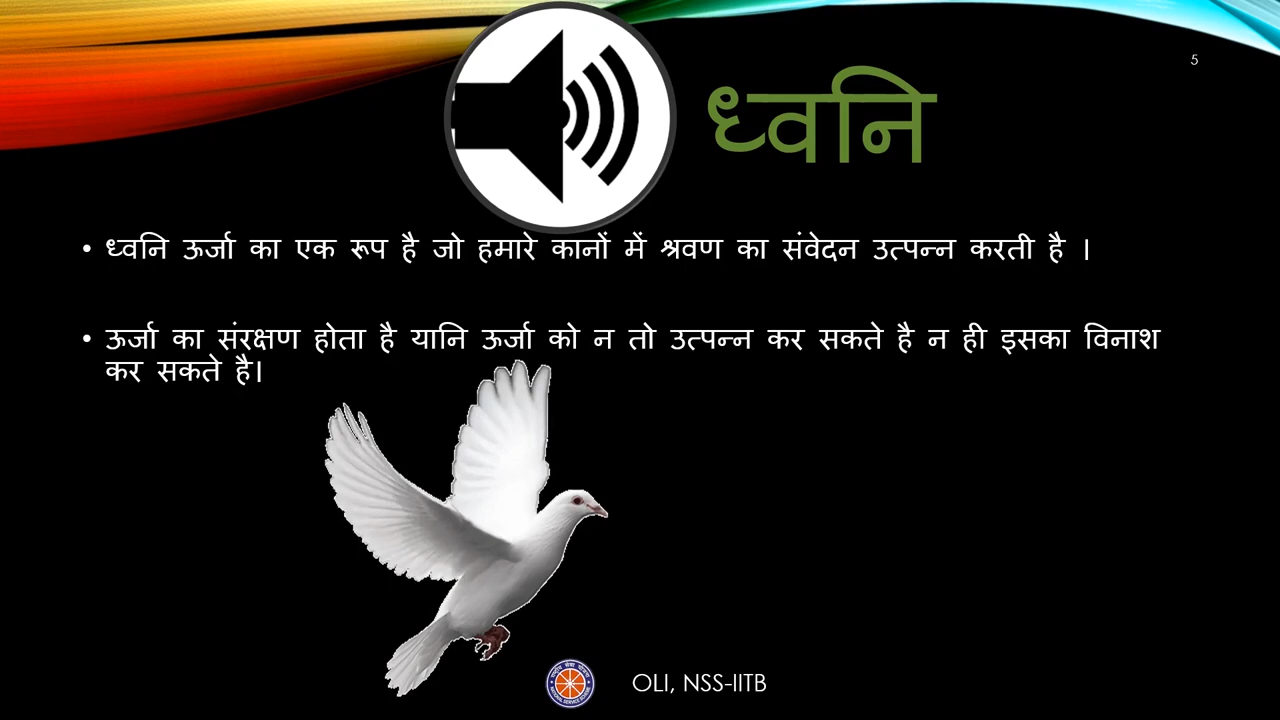 5
ध्वनि
• ध्वनि ऊर्जा का एक रूप है जो हमारे कानों में श्रवण का संवेदन उत्पन्न करती है ।
• ऊर्जा का संरक्षण होता है यानि ऊर्जा को न तो उत्पन्न कर सकते है न ही इसका विनाश
कर सकते है।
OLI, NSS-IITB